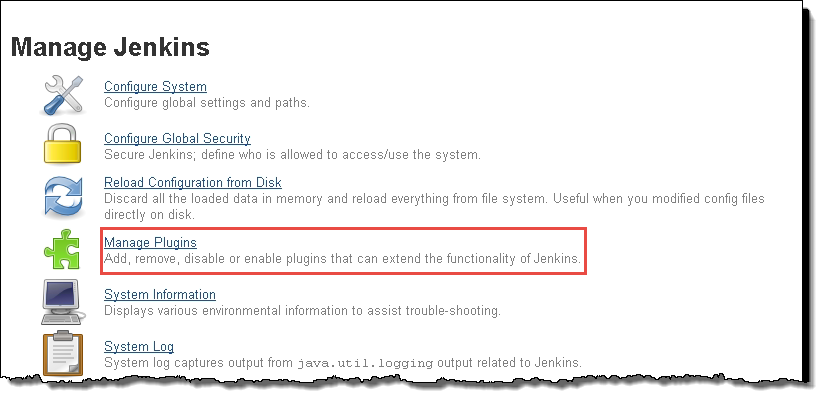 Manage Jenkins
Configure System
Configure global settings and paths.
Configure Global Security
Secure Jenkins; define who is allowed to access/use the system.
Reload Configuration from Disk
Discard all the loaded data in memory and reload everything from file system. Useful when you modified config files
directly on disk.
Manage Plugins
Add, remove, disable or enable plugins that can extend the functionality of Jenkins.
System Information
Displays various environmental information to assist trouble-shooting.
System Log
System log captures output from java.util.logging output related to Jenkins.